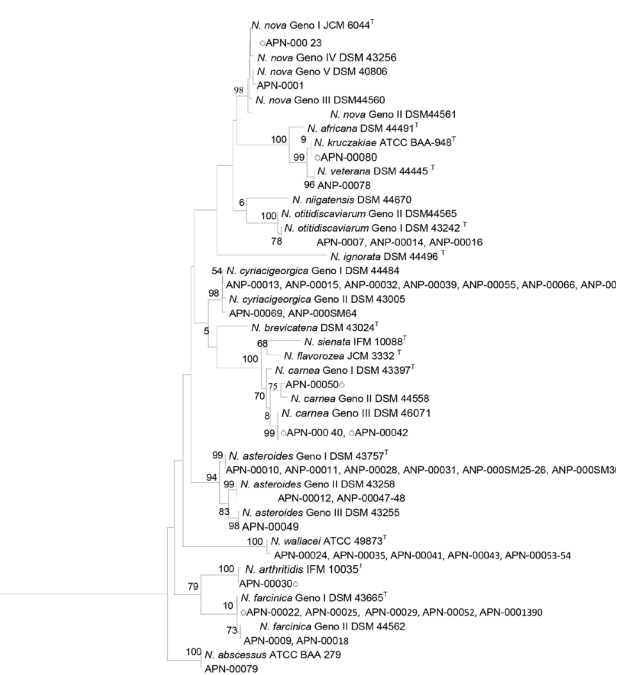 N. nova Geno I JCM 6044T
○APN-000 23
N. nova Geno IV DSM 43256
N. nova Geno V DSM 40806
APN-0001
98
N. nova Geno III DSM44560
N. nova Geno II DSM44561
N. africana DSM 44491T
100
9
N. kruczakiae ATCC BAA-948T
99
○APN-00080
N. veterana DSM 44445 T
96 ANP-00078
6
N. niigatensis DSM 44670
100
N. otitidiscaviarum Geno II DSM44565
N. otitidiscaviarum Geno I DSM 43242 T
78
APN-0007, ANP-00014, ANP-00016
N. ignorata DSM 44496 T
54 N. cyriacigeorgica Geno I DSM 44484
ANP-00013, ANP-00015, ANP-00032, ANP-00039, ANP-00055, ANP-00066, ANP-00
98
N. cyriacigeorgica Geno II DSM 43005
APN-00069, ANP-000SM64
5
N. brevicatena DSM 43024T
68
N. sienata IFM 10088T
100
N. flavorozea JCM 3332 T
N. carnea Geno I DSM 43397T
75
APN-00050○
70
N. carnea Geno II DSM 44558
8
N. carnea Geno III DSM 46071
99
○APN-000 40, ○APN-00042
99
N. asteroides Geno I DSM 43757T
APN-00010, ANP-00011, ANP-00028, ANP-00031, ANP-000SM25-26, ANP-000SM3
94
99 N. asteroides Geno II DSM 43258
APN-00012, ANP-00047-48
83
N. asteroides Geno III DSM 43255
98 APN-00049
100
N. waliacei ATCC 49873T
APN-00024, APN-00035, APN-00041, APN-00043, APN-00053-54
100
N. arthritidis IFM 10035T
APN-00030○
79
N. farcinica Geno I DSM 43665T
10
○APN-00022, APN-00025, APN-00029, APN-00052, APN-0001390
73
N. farcinica Geno II DSM 44562
APN-0009, APN-00018
100
N. abscessus ATCC BAA 279
APN-00079